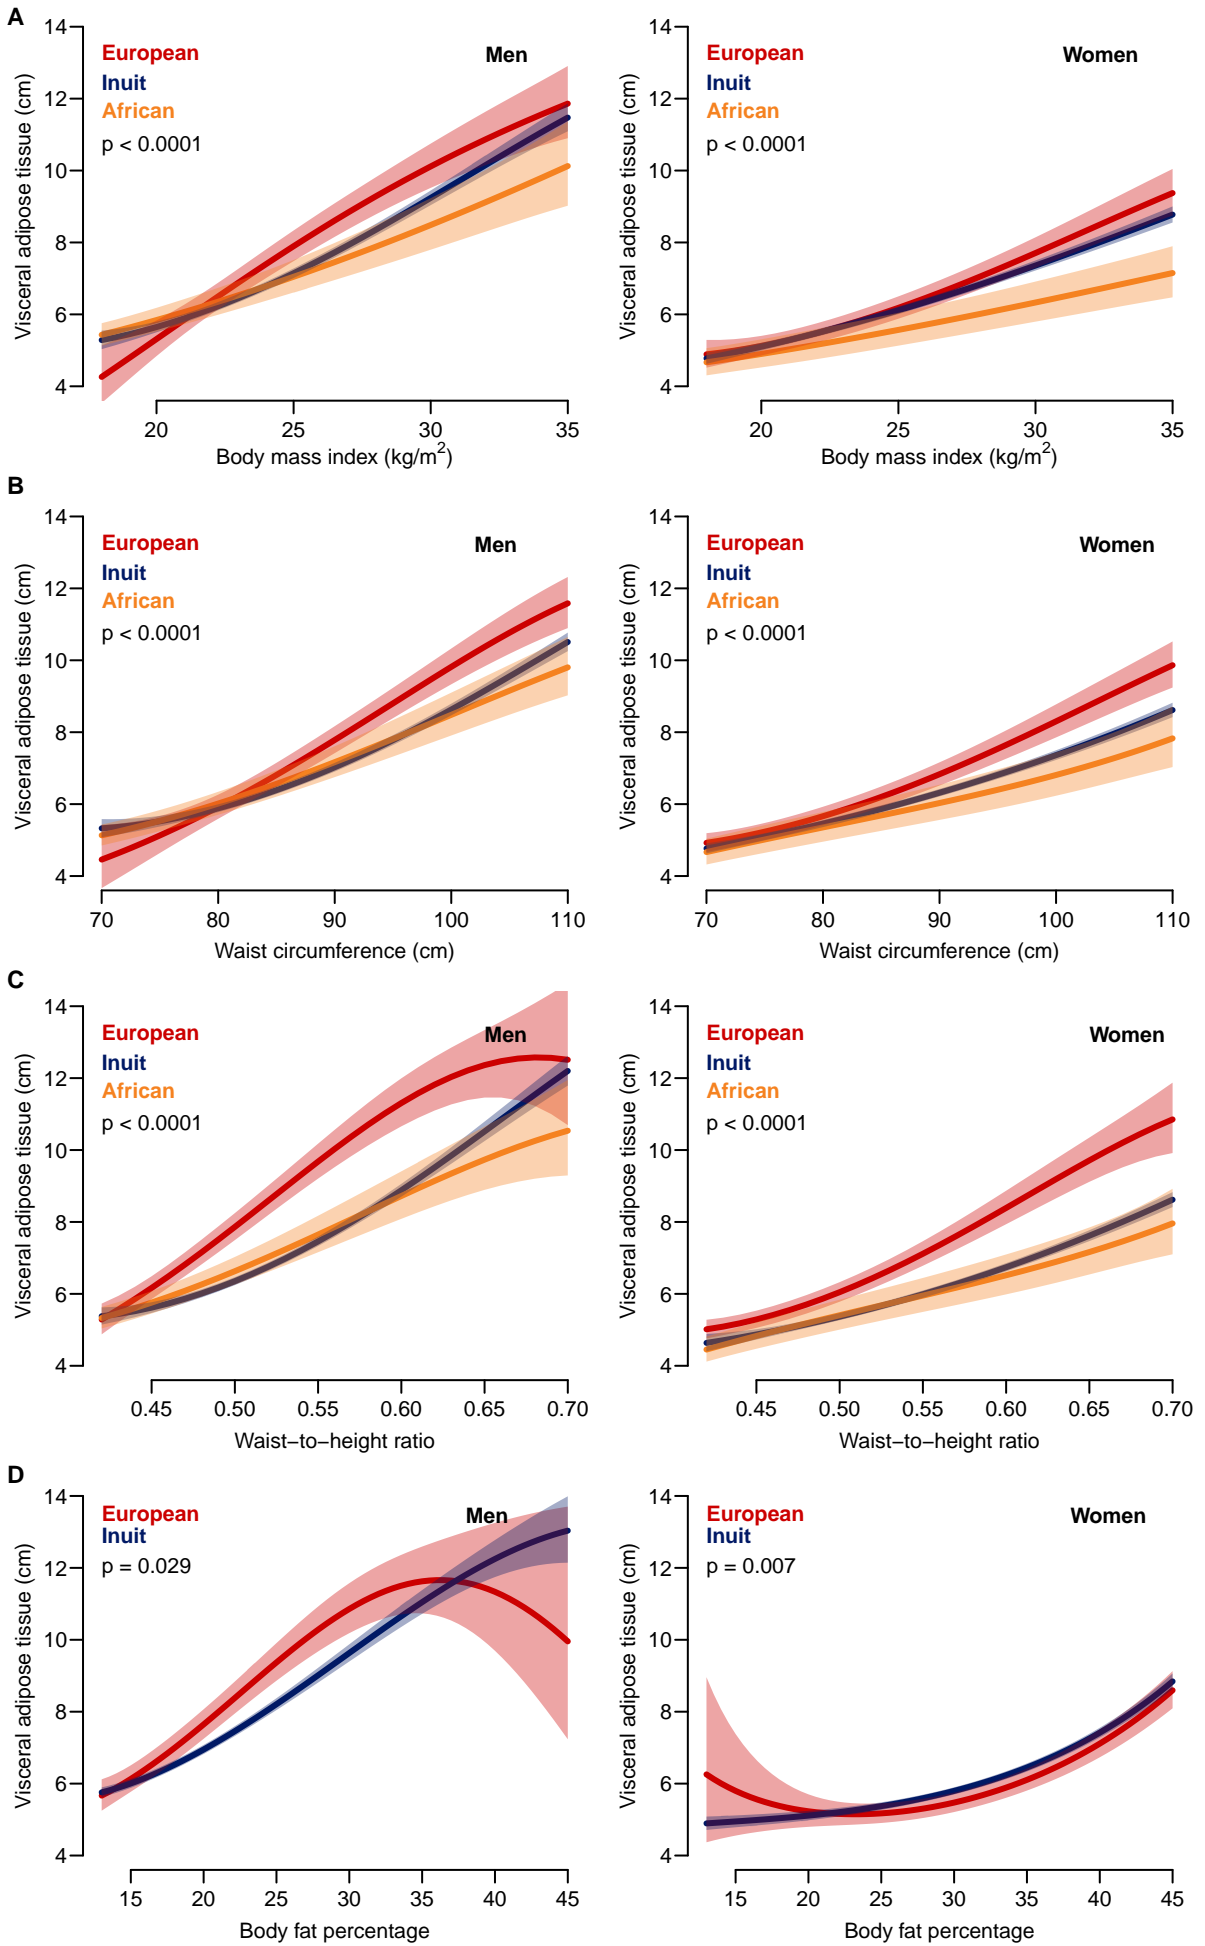 A
Men
European
Inuit
African
p < 0.0001
14
12
10
8
6
4
Visceral adipose tissue (cm)
20 25 30 35
Body mass index (kg/m²)
Women
European
Inuit
African
p < 0.0001
14
12
10
8
6
4
Visceral adipose tissue (cm)
20 25 30 35
Body mass index (kg/m²)
B
Men
European
Inuit
African
p < 0.0001
14
12
10
8
6
4
Visceral adipose tissue (cm)
70 80 90 100 110
Waist circumference (cm)
Women
European
Inuit
African
p < 0.0001
14
12
10
8
6
4
Visceral adipose tissue (cm)
70 80 90 100 110
Waist circumference (cm)
C
Men
European
Inuit
African
p < 0.0001
14
12
10
8
6
4
Visceral adipose tissue (cm)
0.45 0.50 0.55 0.60 0.65 0.70
Waist−to−height ratio
Women
European
Inuit
African
p < 0.0001
14
12
10
8
6
4
Visceral adipose tissue (cm)
0.45 0.50 0.55 0.60 0.65 0.70
Waist−to−height ratio
D
Men
European
Inuit
p = 0.029
14
12
10
8
6
4
Visceral adipose tissue (cm)
15 20 25 30 35 40 45
Body fat percentage
Women
European
Inuit
p = 0.007
14
12
10
8
6
4
Visceral adipose tissue (cm)
15 20 25 30 35 40 45
Body fat percentage